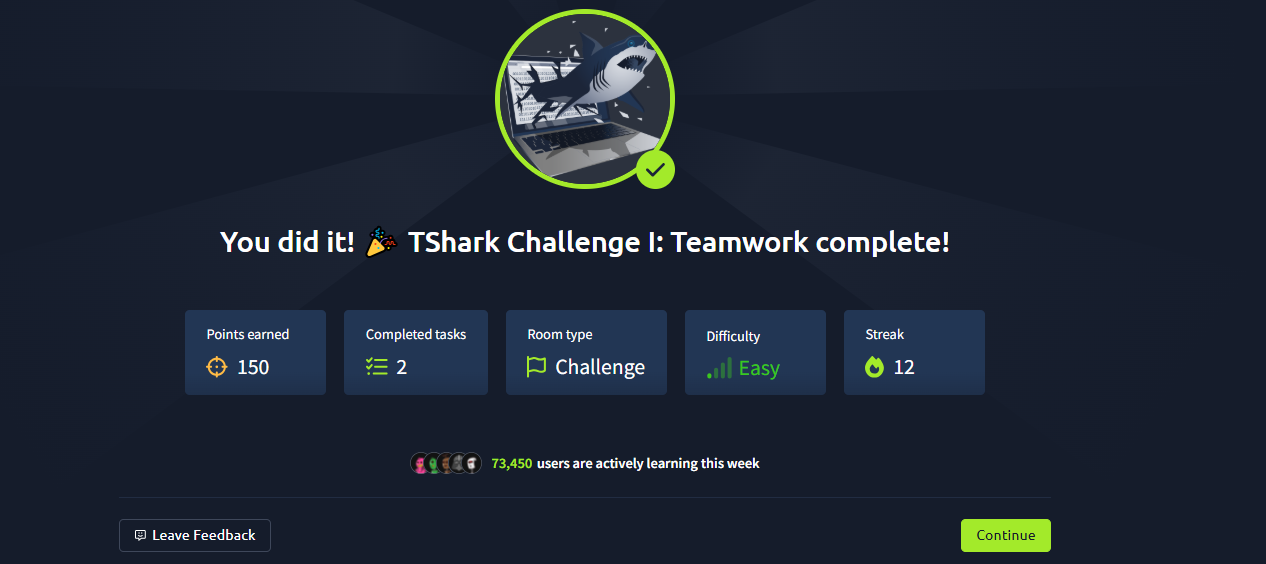 You did it! 🎉 TShark Challenge I: Teamwork complete!
Points earned
150
Completed tasks
2
Room type
Challenge
Difficulty
Easy
Streak
12
73,450 users are actively learning this week
Leave Feedback
Continue